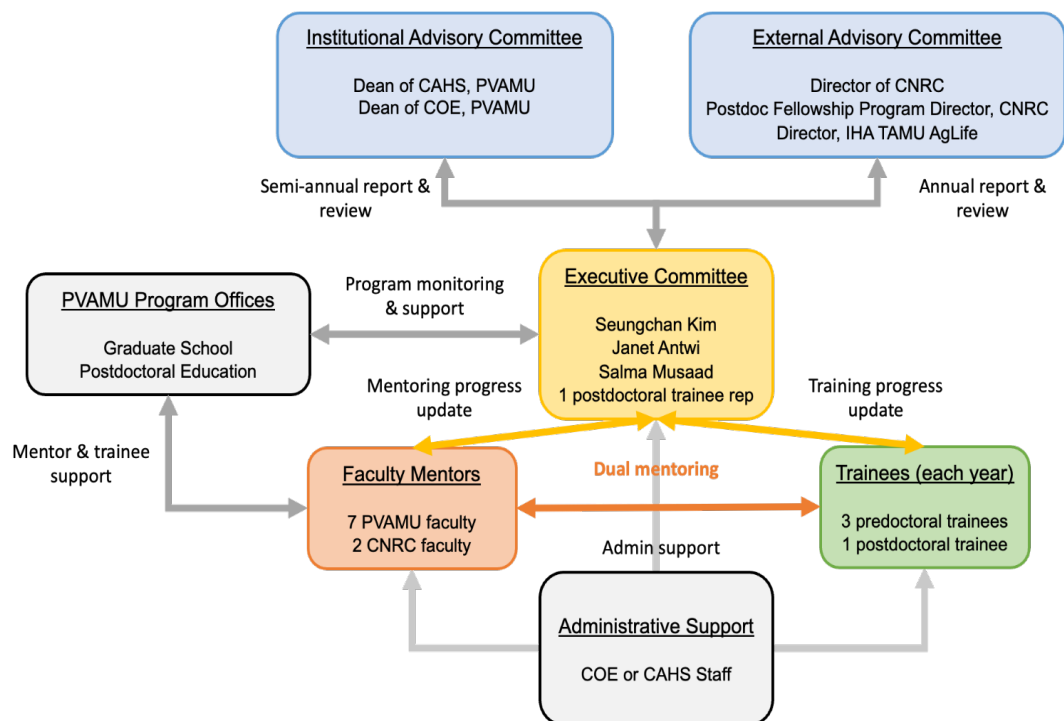 Institutional Advisory Committee
Dean of CAHS, PVAMU
Dean of COE, PVAMU
External Advisory Committee
Director of CNRC
Postdoc Fellowship Program Director, CNRC
Director, IHA TAMU AgLife
Semi-annual report &
review
Annual report &
review
Executive Committee
Seungchan Kim
Janet Antwi
Salma Musaad
1 postdoctoral trainee rep
PVAMU Program Offices
Graduate School
Postdoctoral Education
Program monitoring
& support
Mentoring progress
update
Training progress
update
Mentor & trainee
support
Dual mentoring
Faculty Mentors
7 PVAMU faculty
2 CNRC faculty
Trainees (each year)
3 predoctoral trainees
1 postdoctoral trainee
Admin support
Administrative Support
COE or CAHS Staff